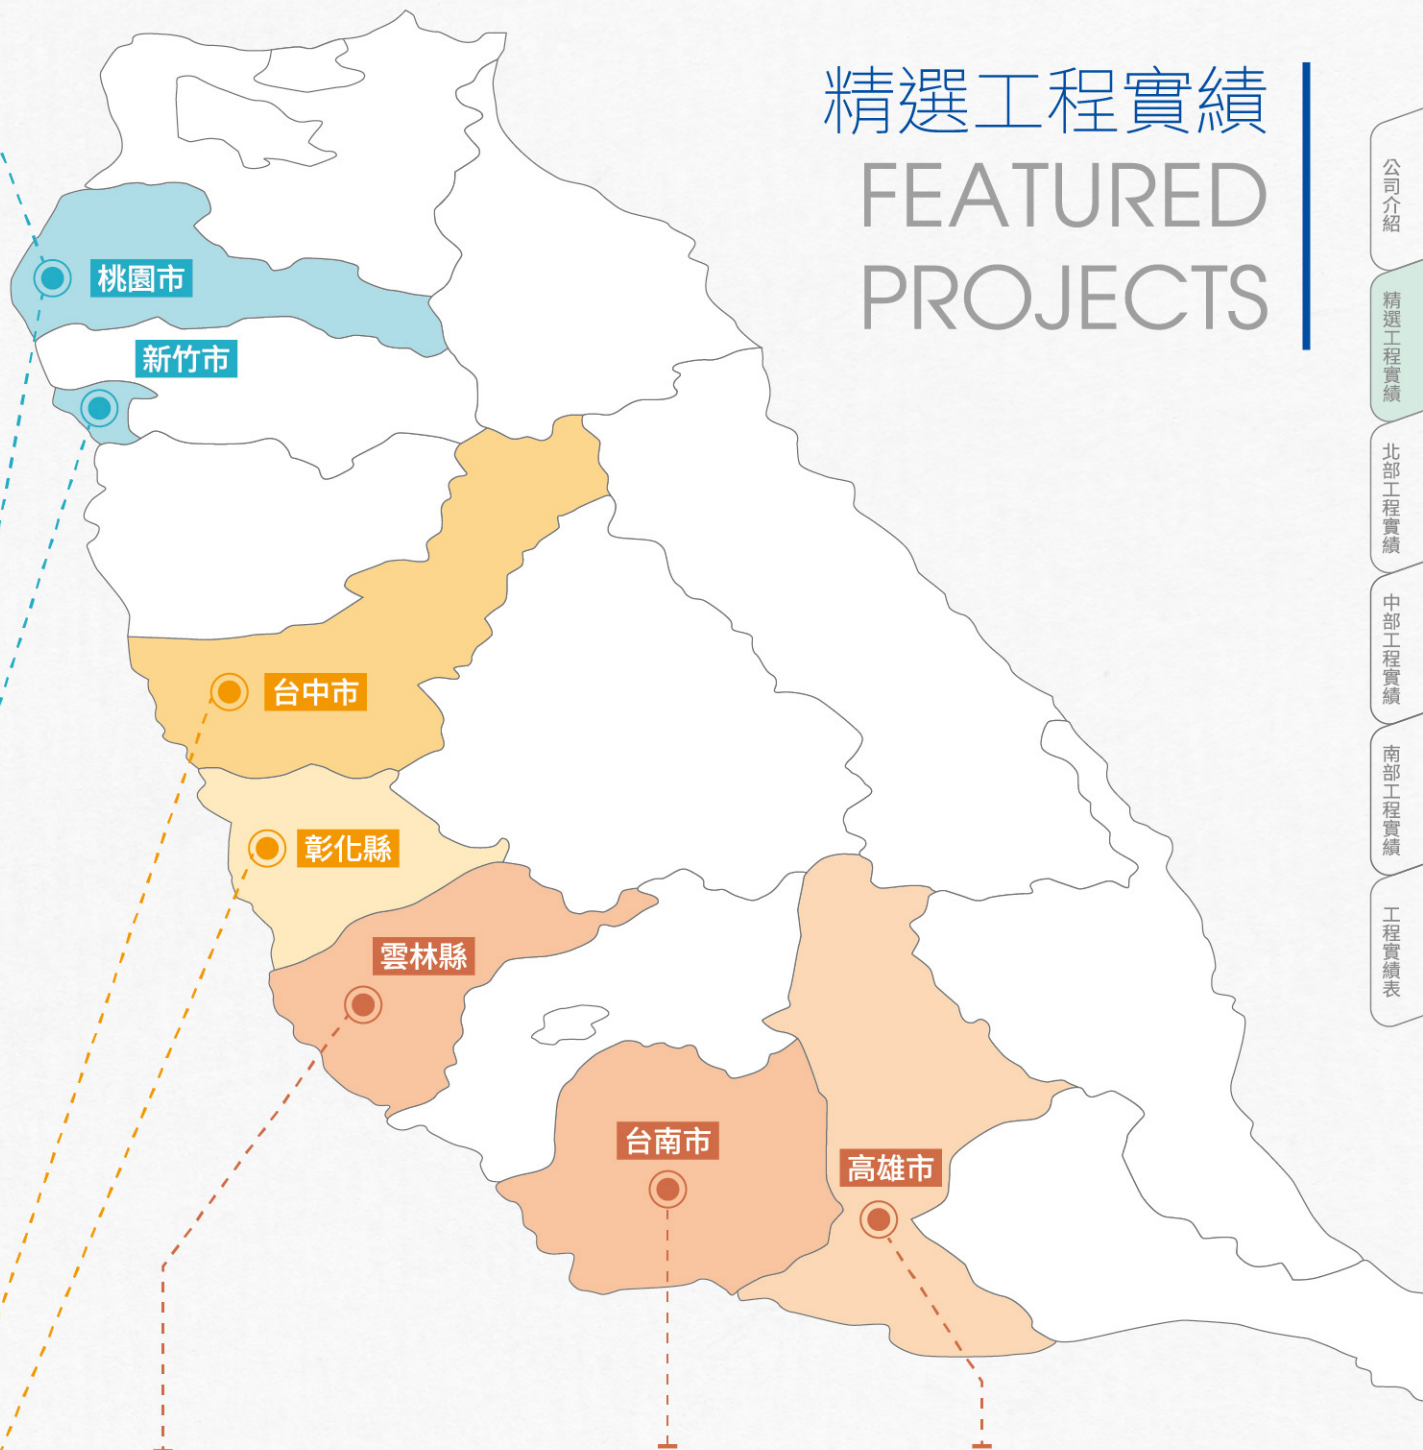 精選工程實績
FEATURED
PROJECTS
桃園市
新竹市
台中市
彰化縣
雲林縣
台南市
高雄市
公司介紹
精選工程實績
北部工程實績
中部工程實績
南部工程實績
工程實績表